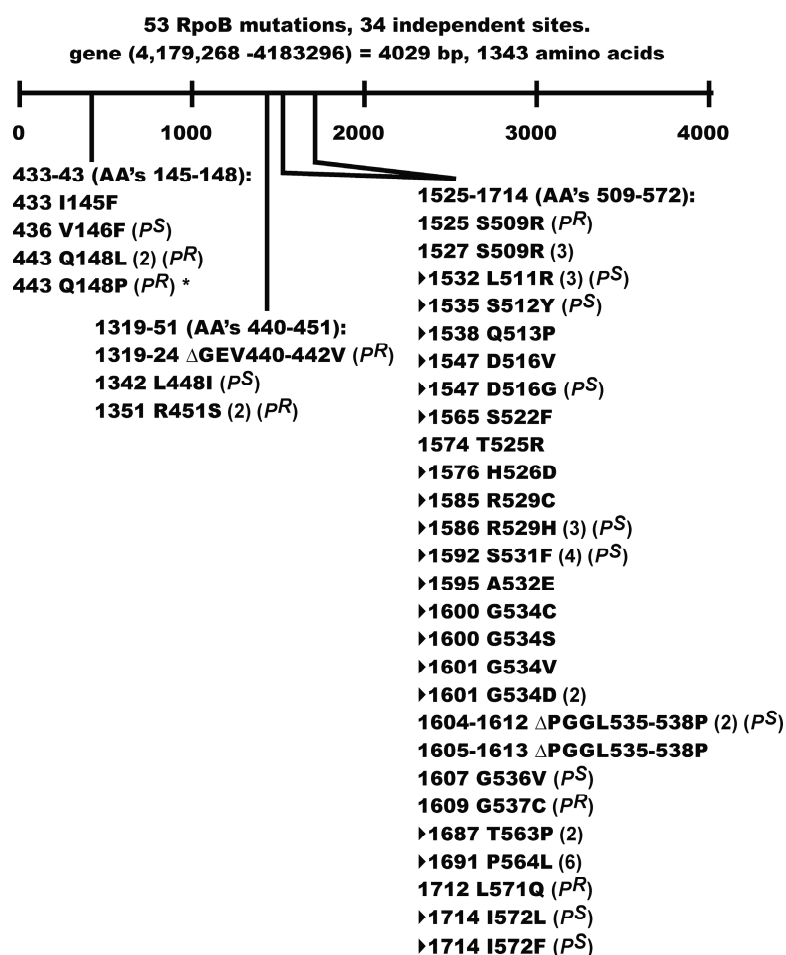 53 RpoB mutations, 34 independent sites.
gene (4,179,268 -4183296) = 4029 bp, 1343 amino acids
0 1000 2000 3000 4000
433-43 (AA's 145-148):
433 I145F
436 V146F (PS)
443 Q148L (2) (PR)
443 Q148P (PR) *
1319-51 (AA's 440-451):
1319-24 ΔGEV440-442V (PR)
1342 L448I (PS)
1351 R451S (2) (PR)
1525-1714 (AA's 509-572):
1525 S509R (PR)
1527 S509R (3)
▶1532 L511R (3) (PS)
▶1535 S512Y (PS)
▶1538 Q513P
▶1547 D516V
▶1547 D516G (PS)
▶1565 S522F
1574 T525R
▶1576 H526D
▶1585 R529C
▶1586 R529H (3) (PS)
▶1592 S531F (4) (PS)
▶1595 A532E
▶1600 G534C
▶1600 G534S
▶1601 G534V
▶1601 G534D (2)
1604-1612 ΔPGGL535-538P (2) (PS)
1605-1613 ΔPGGL535-538P
1607 G536V (PS)
1609 G537C (PR)
▶1687 T563P (2)
▶1691 P564L (6)
1712 L571Q (PR)
▶1714 I572L (PS)
▶1714 I572F (PS)